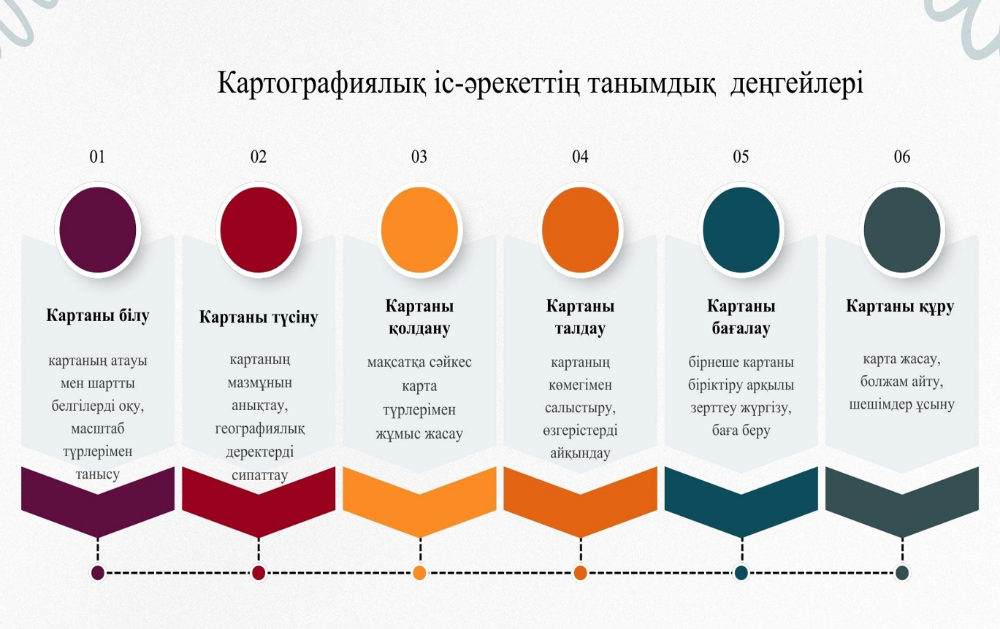 Картографиялық іс-әрекеттің танымдық деңгейлері
01
Картаны білу
картаның атауы
мен шартты
белгілерді оқу,
масштаб
түрлерімен
танысу
02
Картаны түсіну
картаның
мазмұнын
анықтау,
географиялық
деректерді
сипаттау
03
Картаны
қолдану
мақсатқа сәйкес
карта
түрлерімен
жұмыс жасау
04
Картаны
талдау
картаның
көмегімен
салыстыру,
өзгерістерді
айқындау
05
Картаны
бағалау
бірнеше картаны
біріктіру арқылы
зерттеу жүргізу,
баға беру
06
Картаны құру
карта жасау,
болжам айту,
шешімдер ұсыну